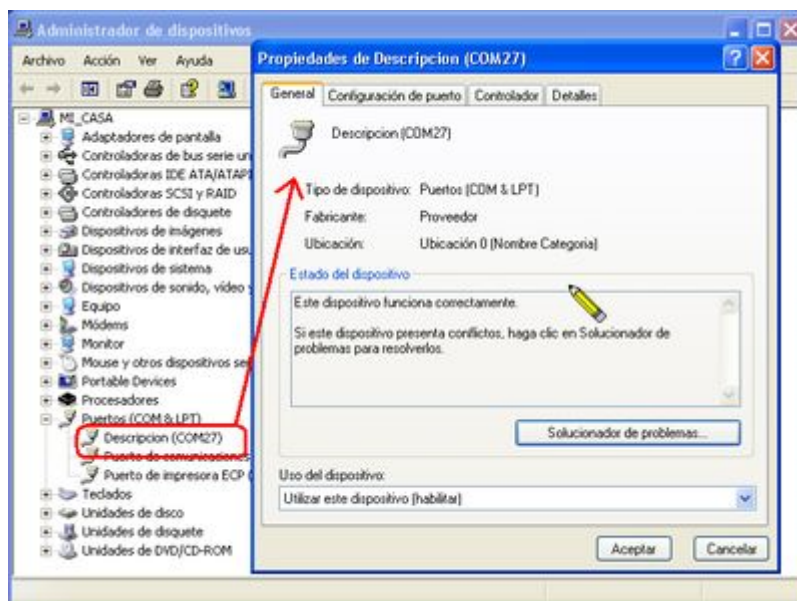 Administrador de dispositivos
Archivo Acción Ver Ayuda
MI_CASA
Adaptadores de pantalla
Controladoras de bus serie un
Controladoras IDE ATA/ATAPI
Controladoras SCSI y RAID
Controladores de disquete
Dispositivos de imágenes
Dispositivos de interfaz de usu
Dispositivos de sistema
Dispositivos de sonido, vídeo y
Equipo
Módems
Monitor
Mouse y otros dispositivos se
Portable Devices
Procesadores
Puertos (COM & LPT)
Descripcion (COM27)
Puerto de comunicaciones
Puerto de impresora ECP (
Teclados
Unidades de disco
Unidades de disquete
Unidades de DVD/CD-ROM
Propiedades de Descripcion (COM27)
General Configuración de puerto Controlador Detalles
Descripcion (COM27)
Tipo de dispositivo: Puertos (COM & LPT)
Fabricante: Proveedor
Ubicación: Ubicación 0 (Nombre Categoria)
Estado del dispositivo
Este dispositivo funciona correctamente.
Si este dispositivo presenta conflictos, haga clic en Solucionador de
problemas para resolverlos.
Solucionador de problemas...
Uso del dispositivo:
Utilizar este dispositivo (habilitar)
Aceptar Cancelar